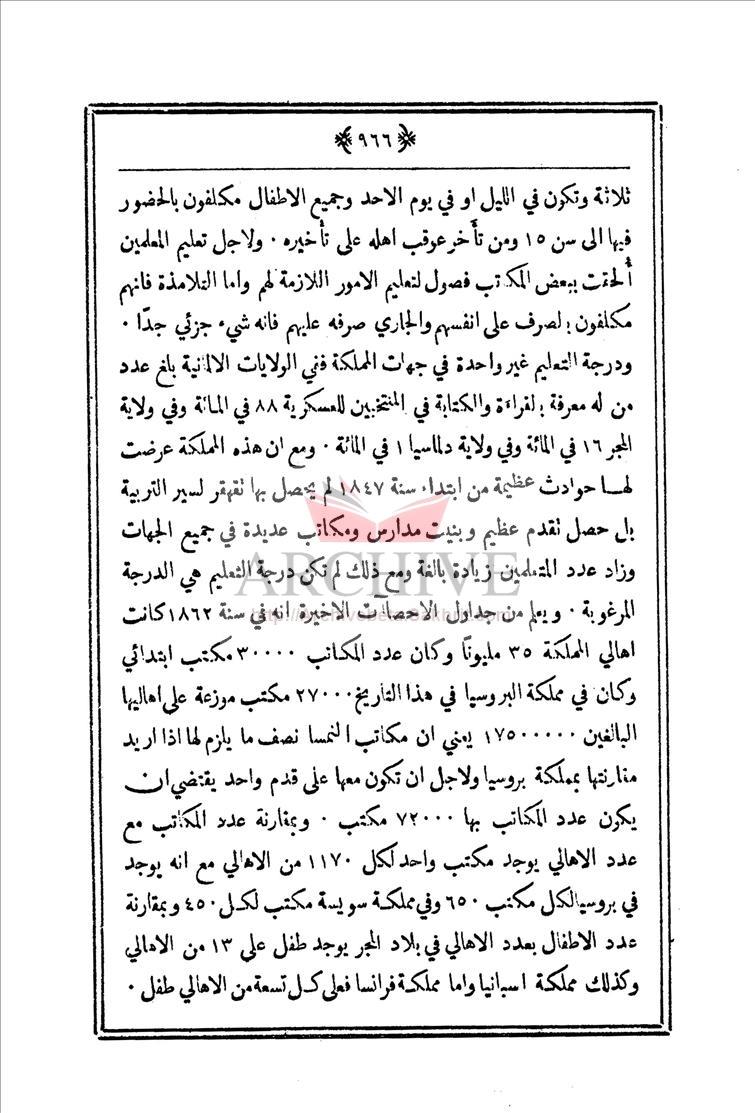 ﴿٩٦٦﴾
ثلاثة وتكون في الليل او في يوم الاحد وجميع الاطفال مكلفون بالحضور
فيها الى سن ١٥ ومن تأخر عوقب اهله على تأخيره ٠ ولاجل تعليم المعلمين
أُلحقت ببعض المكاتب فصول لتعليم الامور اللازمة لهم واما التلامذة فانهم
مكلفون بالصرف على انفسهم والجاري صرفه عليهم فانه شيء جزئي جدًا ٠
ودرجة التعليم غير واحدة في جهات المملكة ففي الولايات الالمانية بلغ عدد
من له معرفة بالقراءة والكتابة في المنتخبين للعسكرية ٨٨ في المائة وفي ولاية
المجر ١٦ في المائة وفي ولاية دلماسيا ١ في المائة ٠ ومع ان هذه المملكة عرضت
لها حوادث عظيمة من ابتداء سنة ١٨٤٧ لم يحصل بها تقهقر لسير التربية
بل حصل تقدم عظيم وبنيت مدارس ومكاتب عديدة في جميع الجهات
وزاد عدد المتعلمين زيادة بالغة ومع ذلك لم تكن درجة التعليم هي الدرجة
ARCHIVE
المرغوبة ٠ ويعلم من جداول الاحصاآت الاخيرة انه في سنة ١٨٦٢ كانت
اهالي المملكة ٣٥ مليونًا وكان عدد المكاتب ٣٠٠٠٠ مكتب ابتدائي
وكان في مملكة البروسيا في هذا التاريخ ٢٧٠٠٠ مكتب موزعة على اهاليها
البالغين ١٧٥٠٠٠٠٠ يعني ان مكاتب النمسا نصف ما يلزم لها اذا اريد
مقارنتها بمملكة بروسيا ولاجل ان تكون معها على قدم واحد يقتضي ان
يكون عدد المكاتب بها ٧٢٠٠٠ مكتب ٠ وبمقارنة عدد المكاتب مع
عدد الاهالي يوجد مكتب واحد لكل ١١٧٠ من الاهالي مع انه يوجد
في بروسيا لكل مكتب ٦٥٠ وفي مملكة سويسة مكتب لكل ٤٥٠ وبمقارنة
عدد الاطفال بعدد الاهالي في بلاد المجر يوجد طفل على ١٣ من الاهالي
وكذلك مملكة اسبانيا واما مملكة فرانسا فعلى كل تسعة من الاهالي طفل ٠